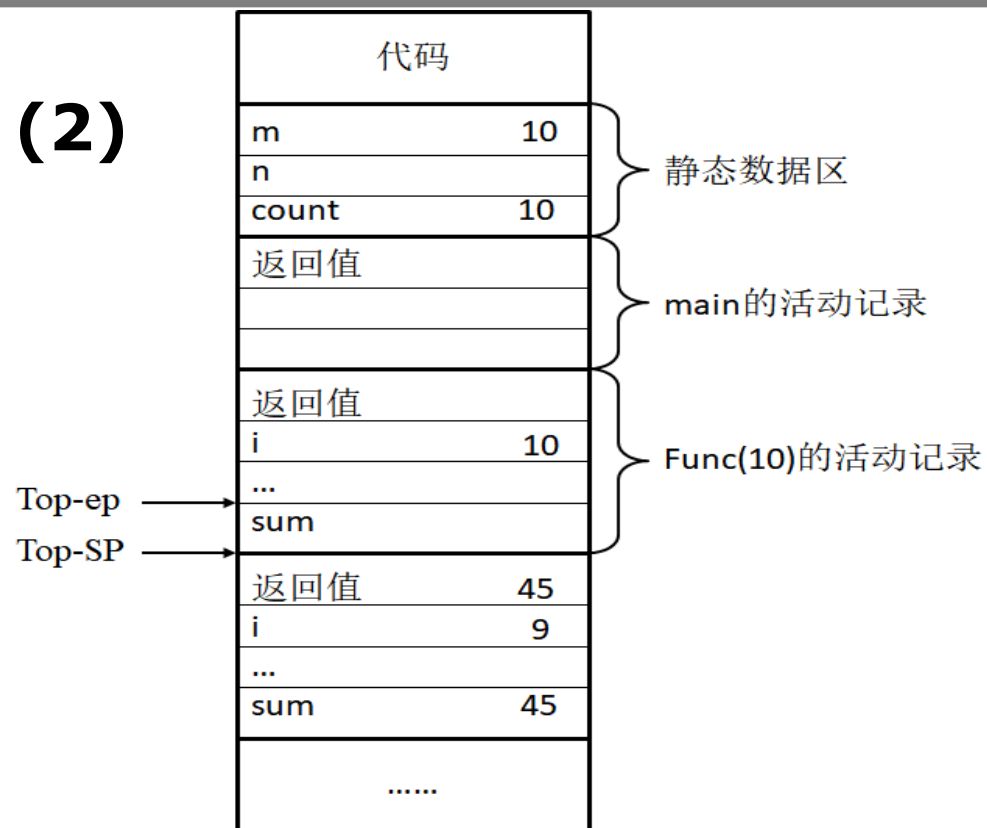 代码
(2)
m 10
n
count 10
静态数据区
返回值
main的活动记录
返回值
i 10
Func(10)的活动记录
...
Top-ep
sum
Top-SP
返回值 45
i 9
...
sum 45
......